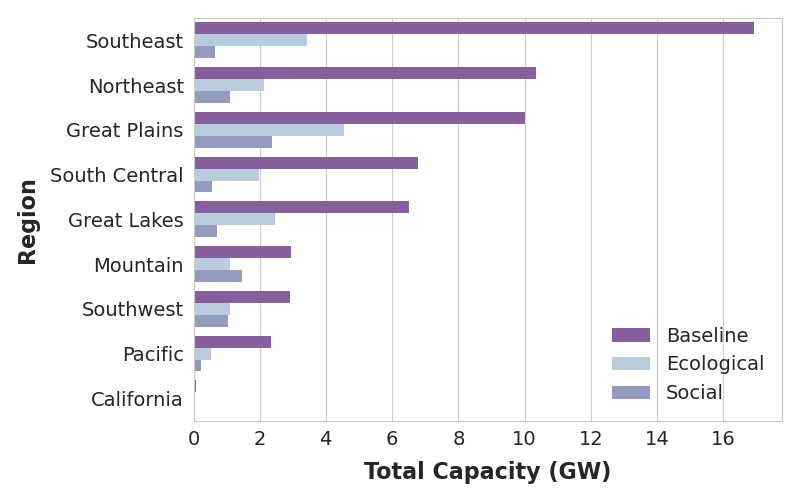 Southeast
Northeast
Great Plains
South Central
Great Lakes
Mountain
Southwest
Pacific
California
Region
Baseline
Ecological
Social
0 2 4 6 8 10 12 14 16
Total Capacity (GW)